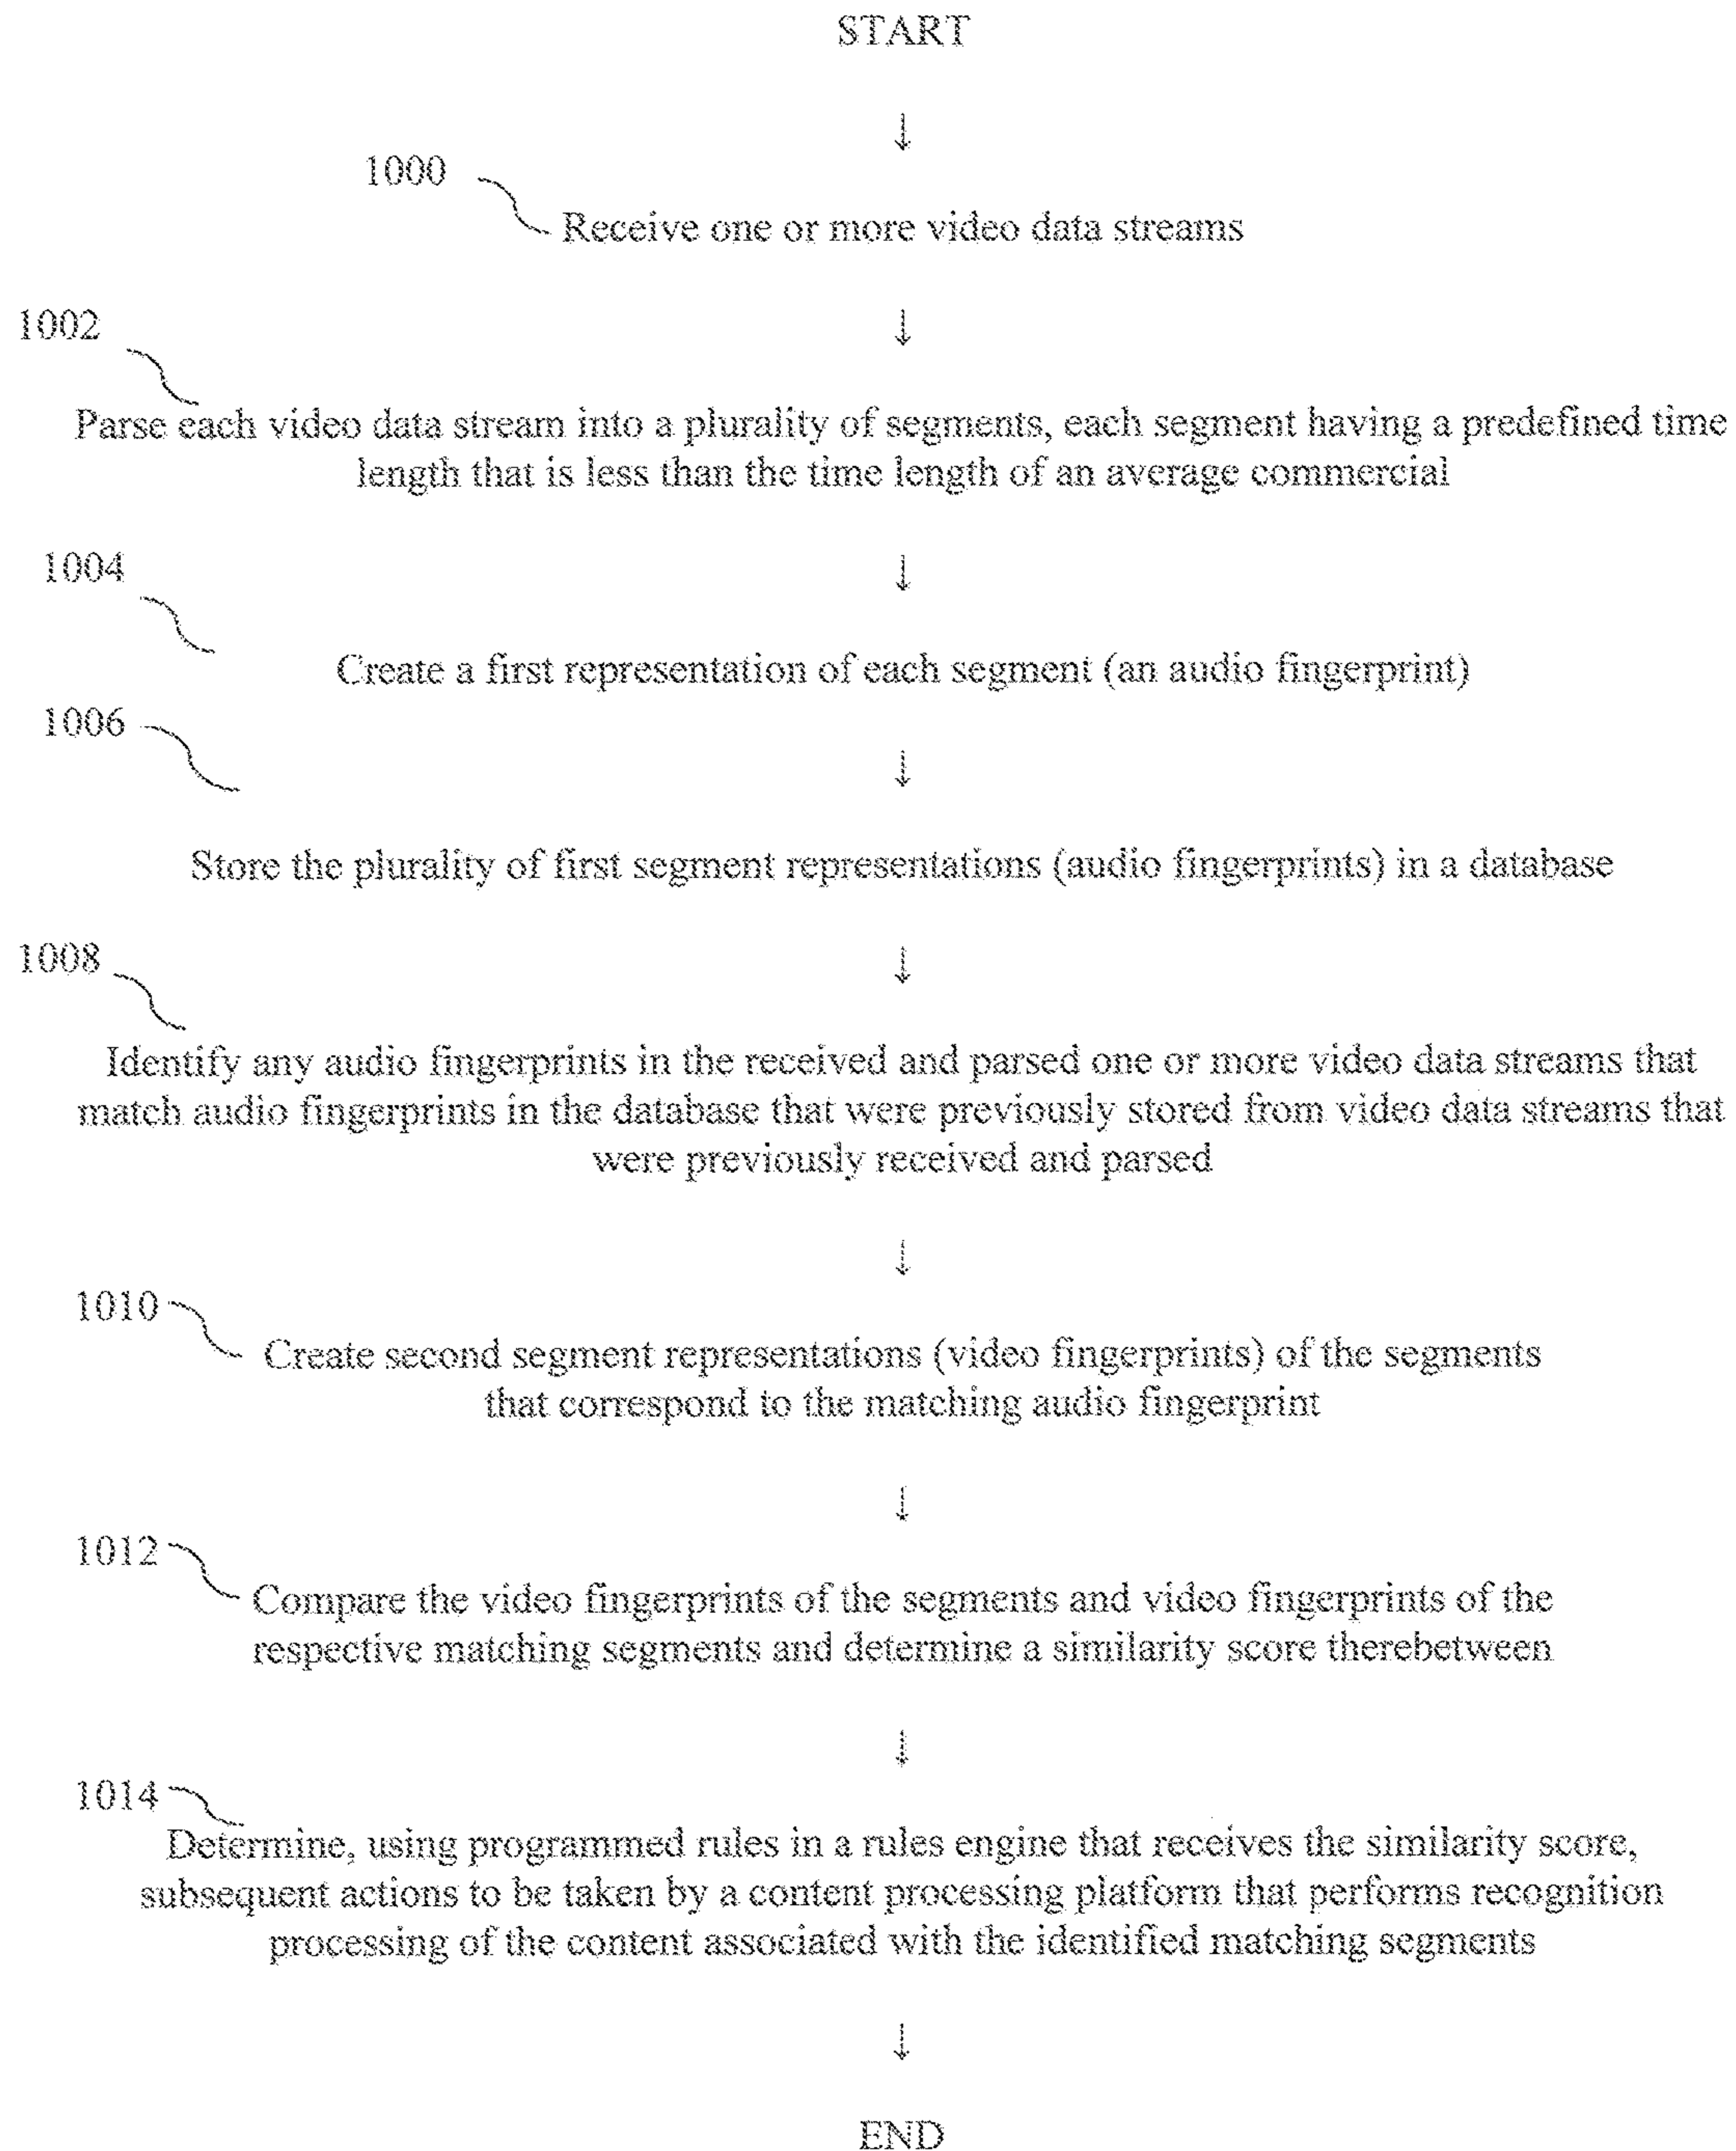 START
↓
1000
Receive one or more video data streams
↓
1002
Parse each video data stream into a plurality of segments, each segment having a predefined time
length that is less than the time length of an average commercial
↓
1004
Create a first representation of each segment (an audio fingerprint)
↓
1006
Store the plurality of first segment representations (audio fingerprints) in a database
↓
1008
Identify any audio fingerprints in the received and parsed one or more video data streams that
match audio fingerprints in the database that were previously stored from video data streams that
were previously received and parsed
↓
1010
Create second segment representations (video fingerprints) of the segments
that correspond to the matching audio fingerprint
↓
1012
Compare the video fingerprints of the segments and video fingerprints of the
respective matching segments and determine a similarity score therebetween
↓
1014
Determine, using programmed rules in a rules engine that receives the similarity score,
subsequent actions to be taken by a content processing platform that performs recognition
processing of the content associated with the identified matching segments
↓
END